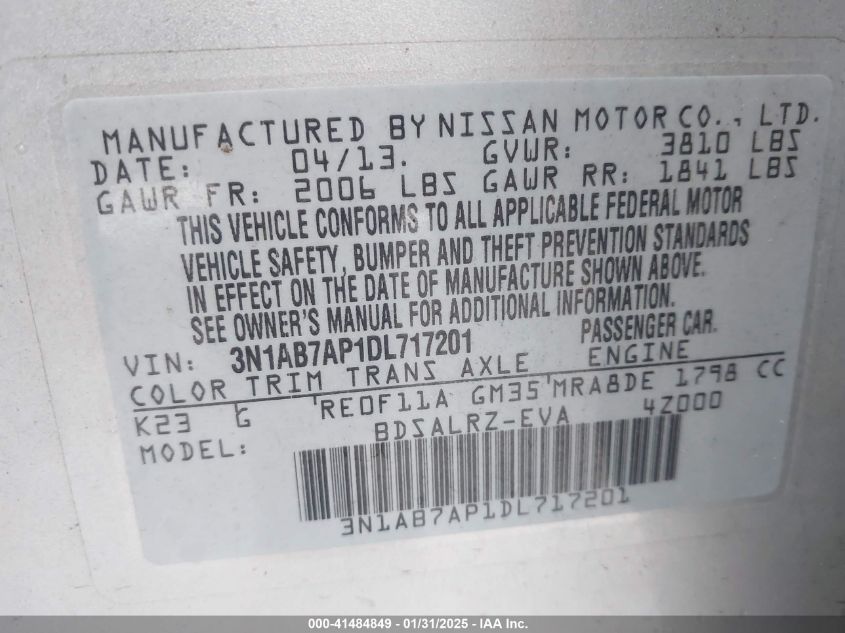 MANUFACTURED BY NISSAN MOTOR CO., LTD.
DATE: 04/13. GVWR: 3810 LBS
GAWR FR: 2006 LBS GAWR RR: 1841 LBS
THIS VEHICLE CONFORMS TO ALL APPLICABLE FEDERAL MOTOR
VEHICLE SAFETY, BUMPER AND THEFT PREVENTION STANDARDS
IN EFFECT ON THE DATE OF MANUFACTURE SHOWN ABOVE.
SEE OWNER'S MANUAL FOR ADDITIONAL INFORMATION.
VIN: 3N1AB7AP1DL717201 PASSENGER CAR.
COLOR TRIM TRANS AXLE ENGINE
K23 G RE0F11A GM35 MRA8DE 1798 CC
MODEL: BDSALRZ-EVA 4Z000
3N1AB7AP1DL717201
000-41484849 - 01/31/2025 - IAA Inc.